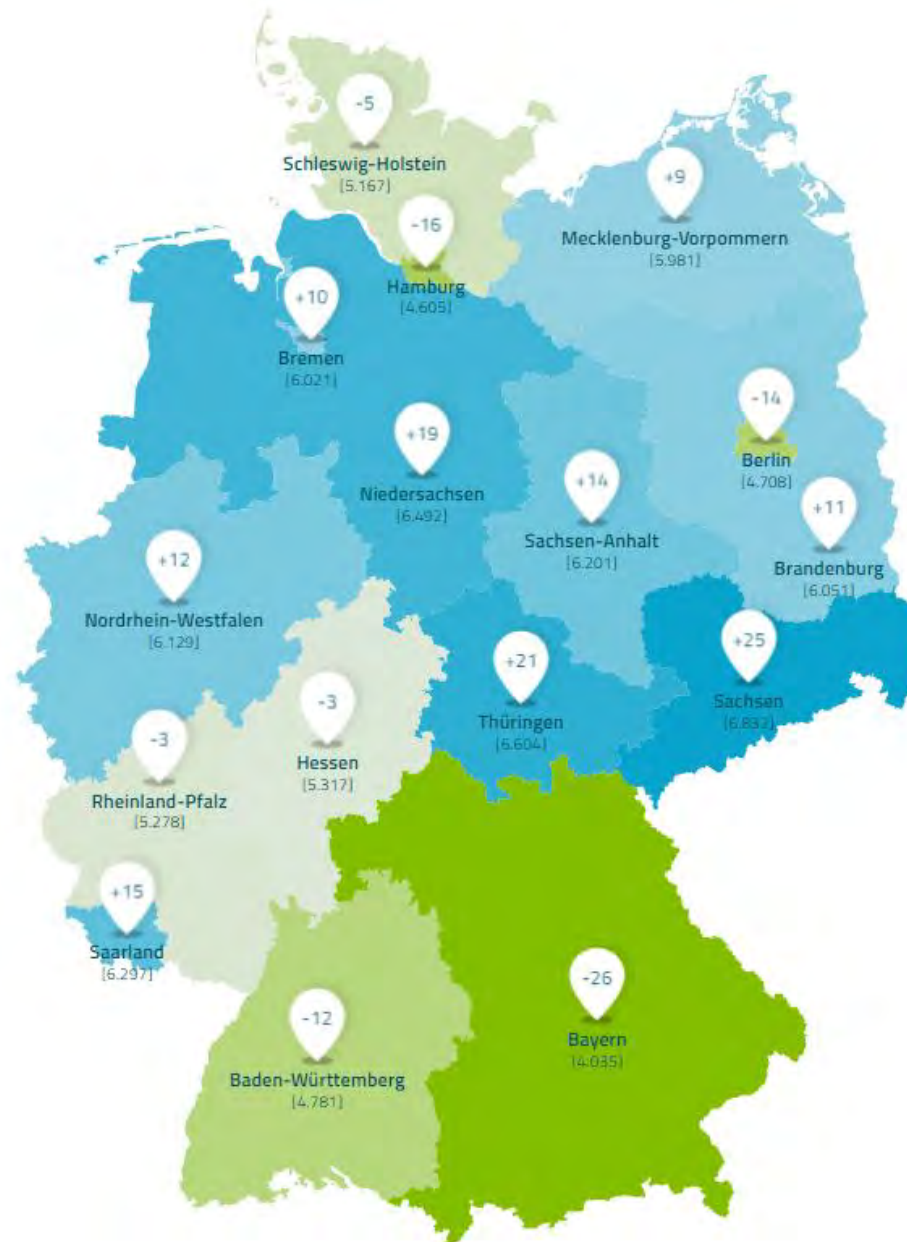 -5
Schleswig-Holstein
[5.167]
+9
Mecklenburg-Vorpommern
[5.981]
-16
Hamburg
[4.605]
+10
Bremen
[6.021]
-14
Berlin
[4.708]
+19
Niedersachsen
[6.492]
+14
Sachsen-Anhalt
[6.201]
+11
Brandenburg
[6.051]
+12
Nordrhein-Westfalen
[6.129]
+25
Sachsen
[6.832]
+21
Thüringen
[6.604]
-3
Hessen
[5.317]
-3
Rheinland-Pfalz
[5.278]
+15
Saarland
[6.297]
-26
Bayern
[4.035]
-12
Baden-Württemberg
[4.781]